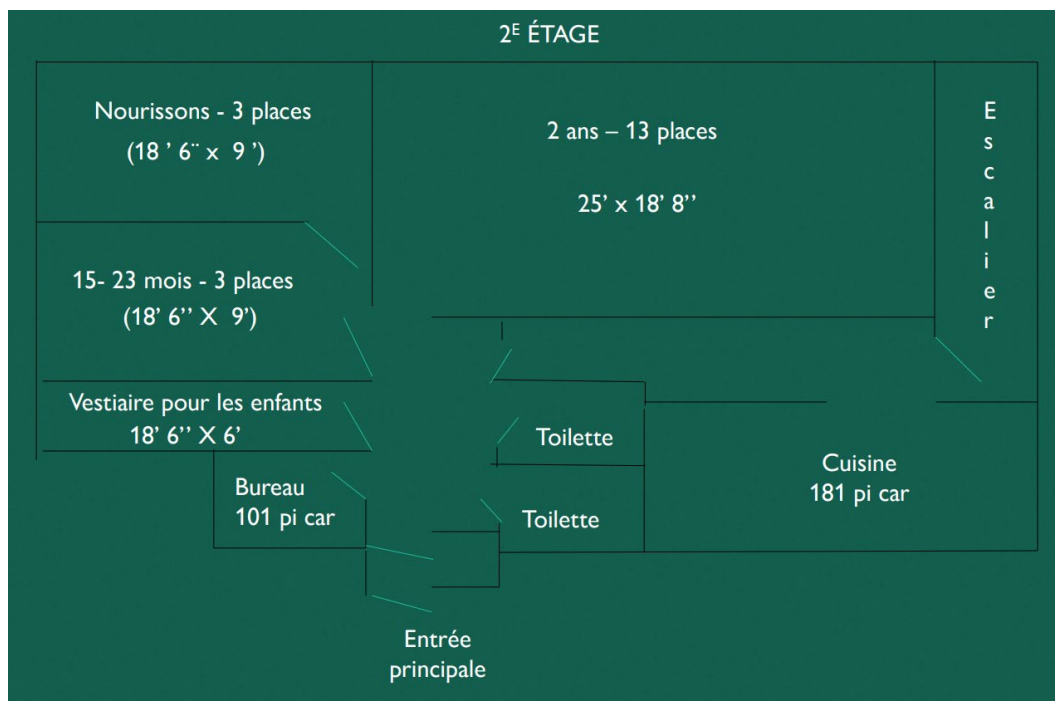 2E ÉTAGE
Nourissons - 3 places
(18 ’ 6¨ x 9 ’)
2 ans – 13 places
25’ x 18’ 8’’
Escalier
15- 23 mois - 3 places
(18’ 6’’ X 9’)
Vestiaire pour les enfants
18’ 6’’ X 6’
Toilette
Bureau
101 pi car
Cuisine
181 pi car
Toilette
Entrée
principale